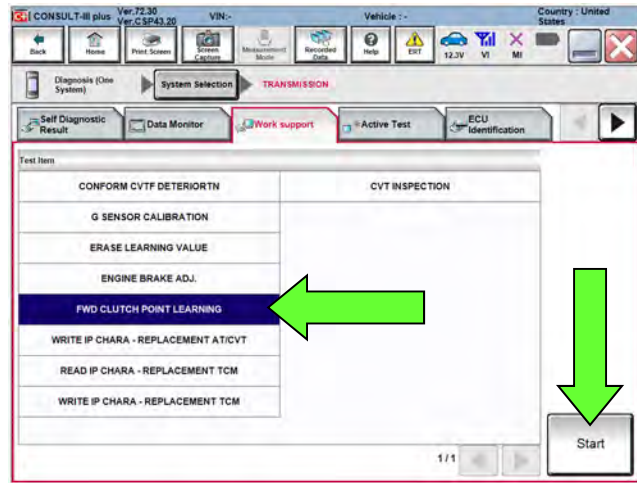 CONSULT-III plus Ver.72.30 Ver.CSP43.20 VIN:- Vehicle : - Country : United States
Back Home Print Screen Screen Capture Measurement Mode Recorded Data Help ERT 12.3V VI MI
Diagnosis (One System) System Selection TRANSMISSION
Self Diagnostic Result Data Monitor Work support Active Test ECU Identification
Test Item
CONFORM CVTF DETERIORTN CVT INSPECTION
G SENSOR CALIBRATION
ERASE LEARNING VALUE
ENGINE BRAKE ADJ.
FWD CLUTCH POINT LEARNING
WRITE IP CHARA - REPLACEMENT AT/CVT
READ IP CHARA - REPLACEMENT TCM
WRITE IP CHARA - REPLACEMENT TCM
1/1
Start